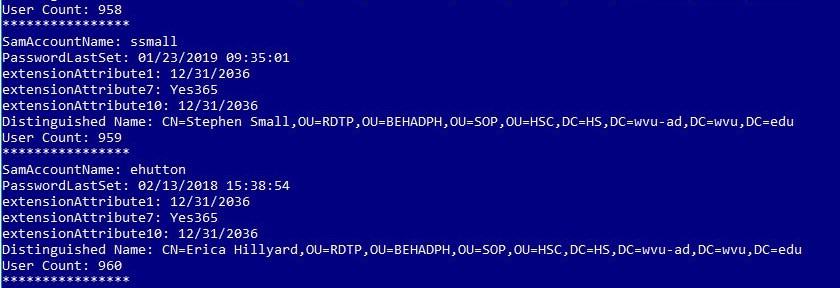 User Count: 958
****************
SamAccountName: ssmall
PasswordLastSet: 01/23/2019 09:35:01
extensionAttribute1: 12/31/2036
extensionAttribute7: Yes365
extensionAttribute10: 12/31/2036
Distinguished Name: CN=Stephen Small,OU=RDTP,OU=BEHADPH,OU=SOP,OU=HSC,DC=HS,DC=wvu-ad,DC=wvu,DC=edu
User Count: 959
****************
SamAccountName: ehutton
PasswordLastSet: 02/13/2018 15:38:54
extensionAttribute1: 12/31/2036
extensionAttribute7: Yes365
extensionAttribute10: 12/31/2036
Distinguished Name: CN=Erica Hillyard,OU=RDTP,OU=BEHADPH,OU=SOP,OU=HSC,DC=HS,DC=wvu-ad,DC=wvu,DC=edu
User Count: 960
****************